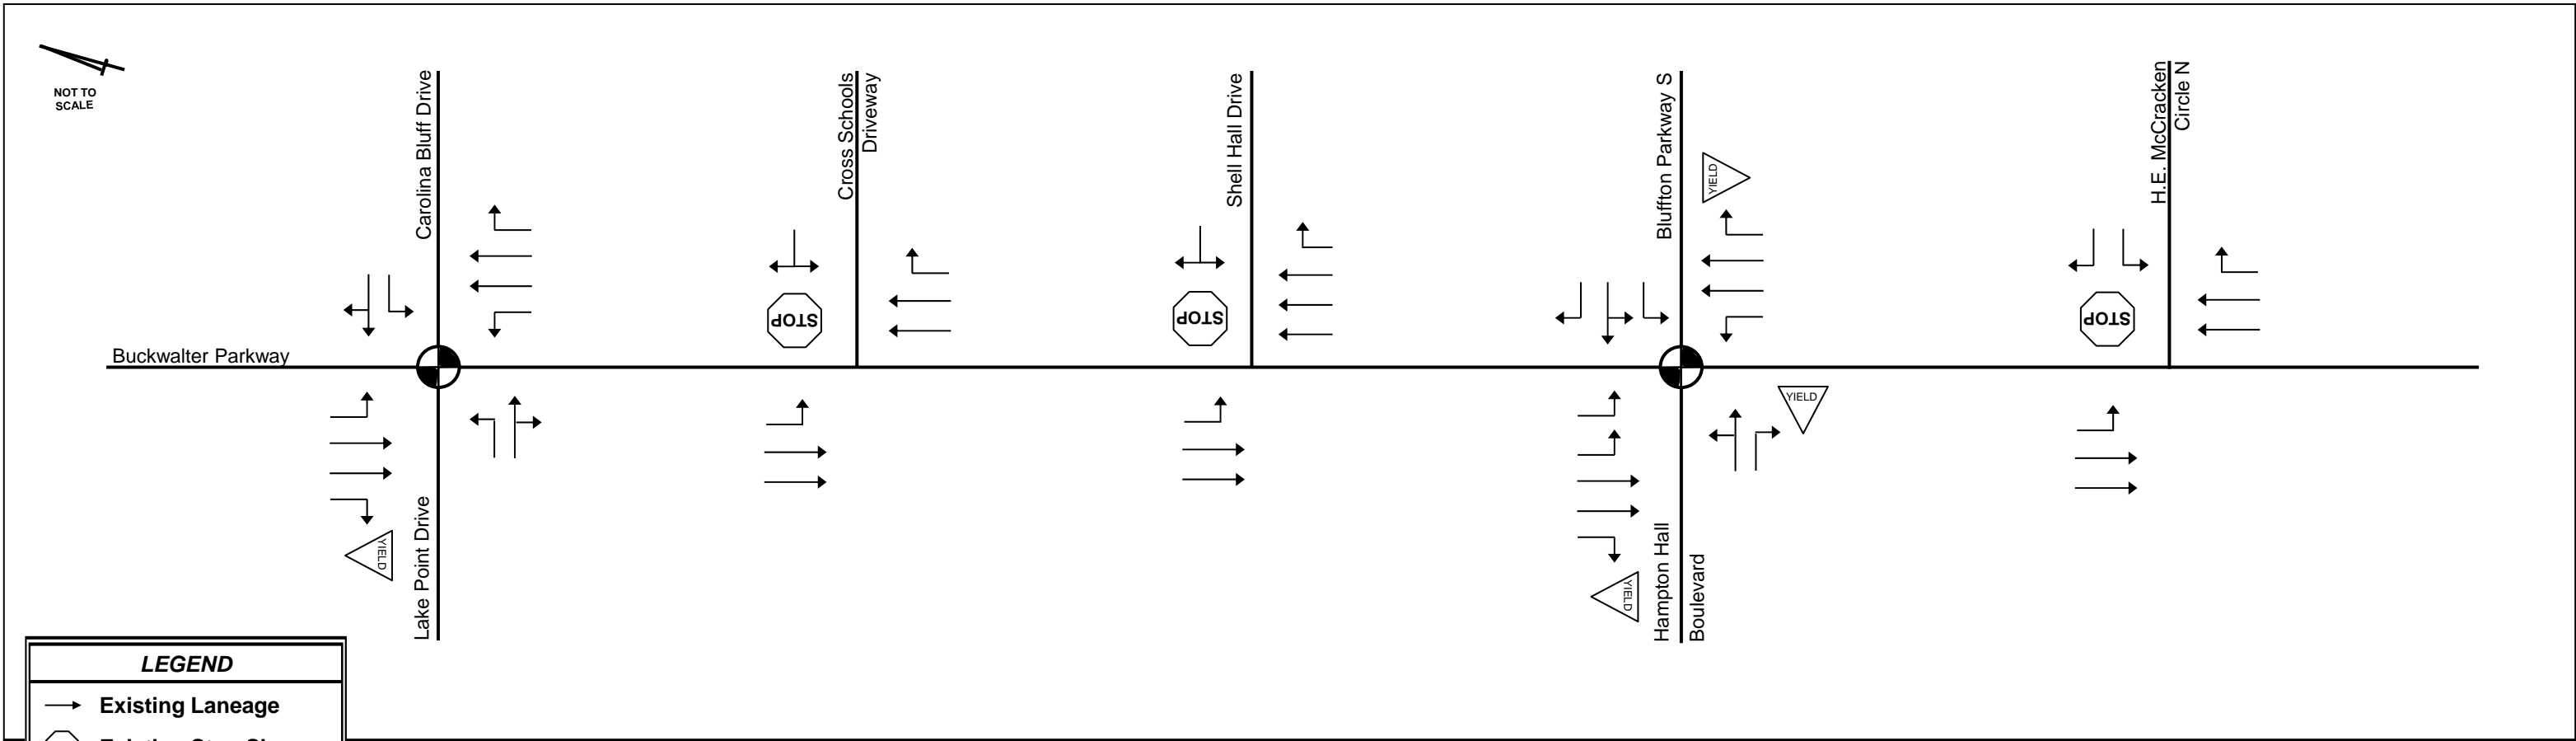 NOT TO
SCALE
Carolina Bluff Drive
Cross Schools
Driveway
Shell Hall Drive
Bluffton Parkway S
YIELD
H.E. McCracken
Circle N
STOP
STOP
STOP
Buckwalter Parkway
YIELD
Lake Point Drive
YIELD
Hampton Hall
Boulevard
YIELD
LEGEND
Existing Laneage